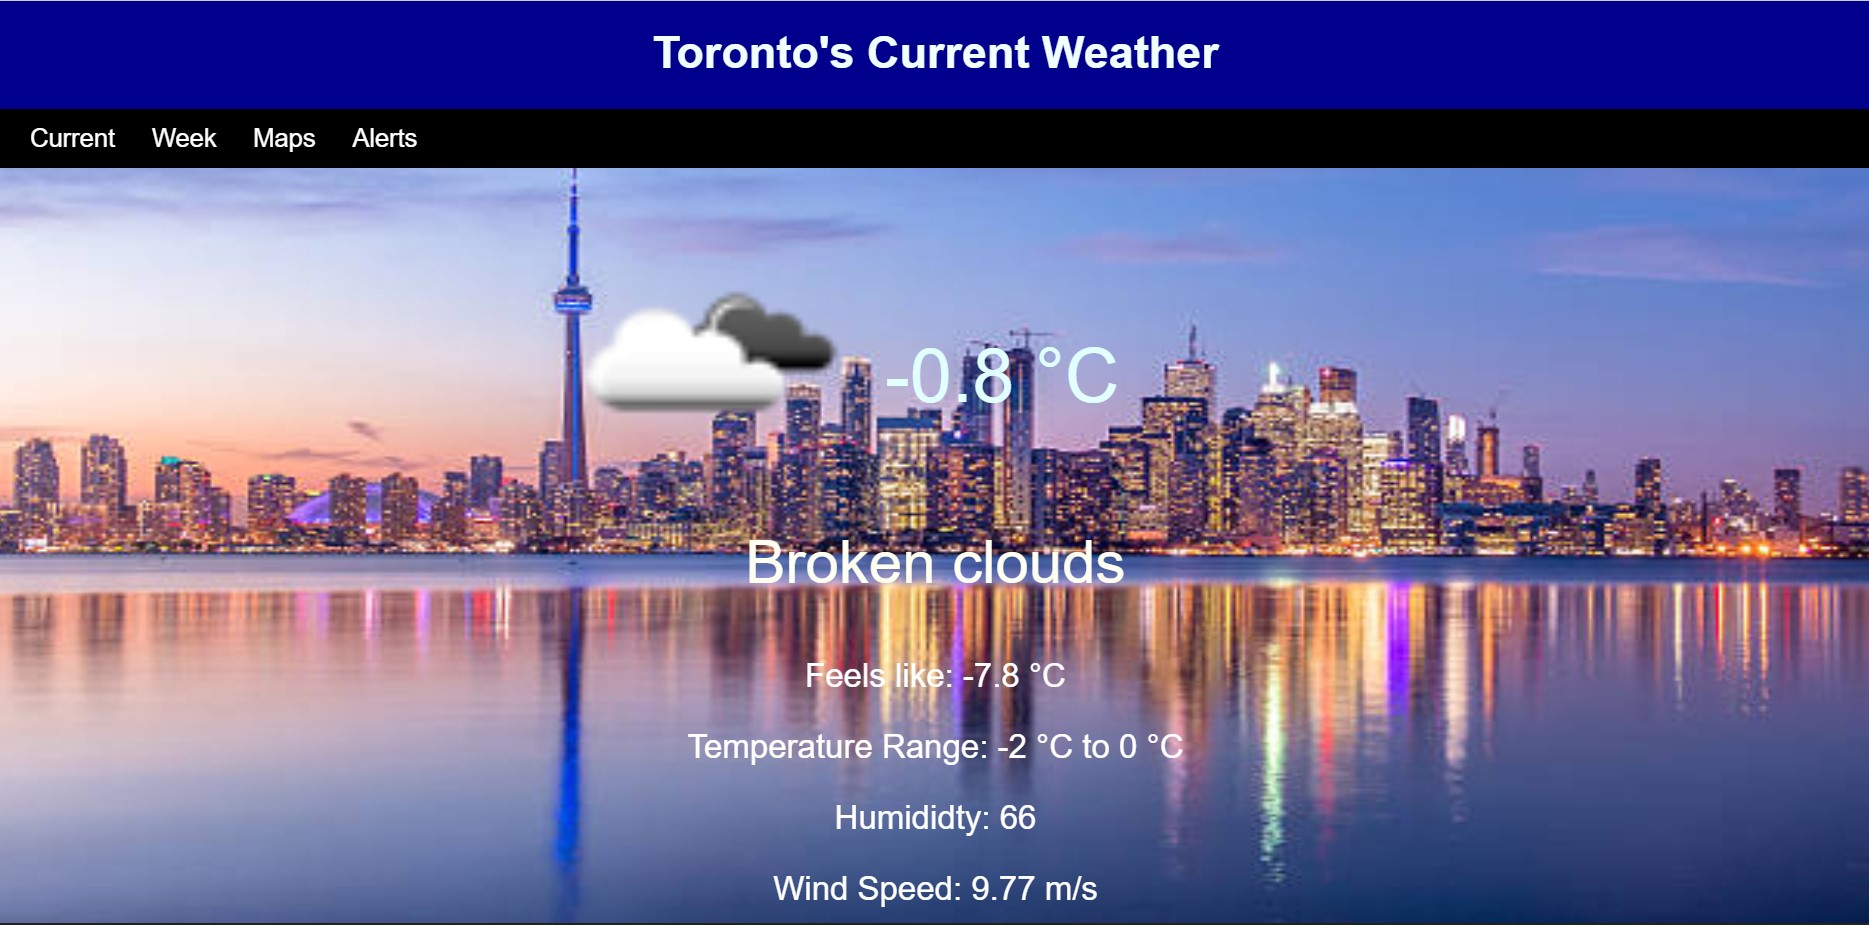 Toronto's Current Weather
Current Week Maps Alerts
-0.8 °C
Broken clouds
Feels like: -7.8 °C
Temperature Range: -2 °C to 0 °C
Humididty: 66
Wind Speed: 9.77 m/s